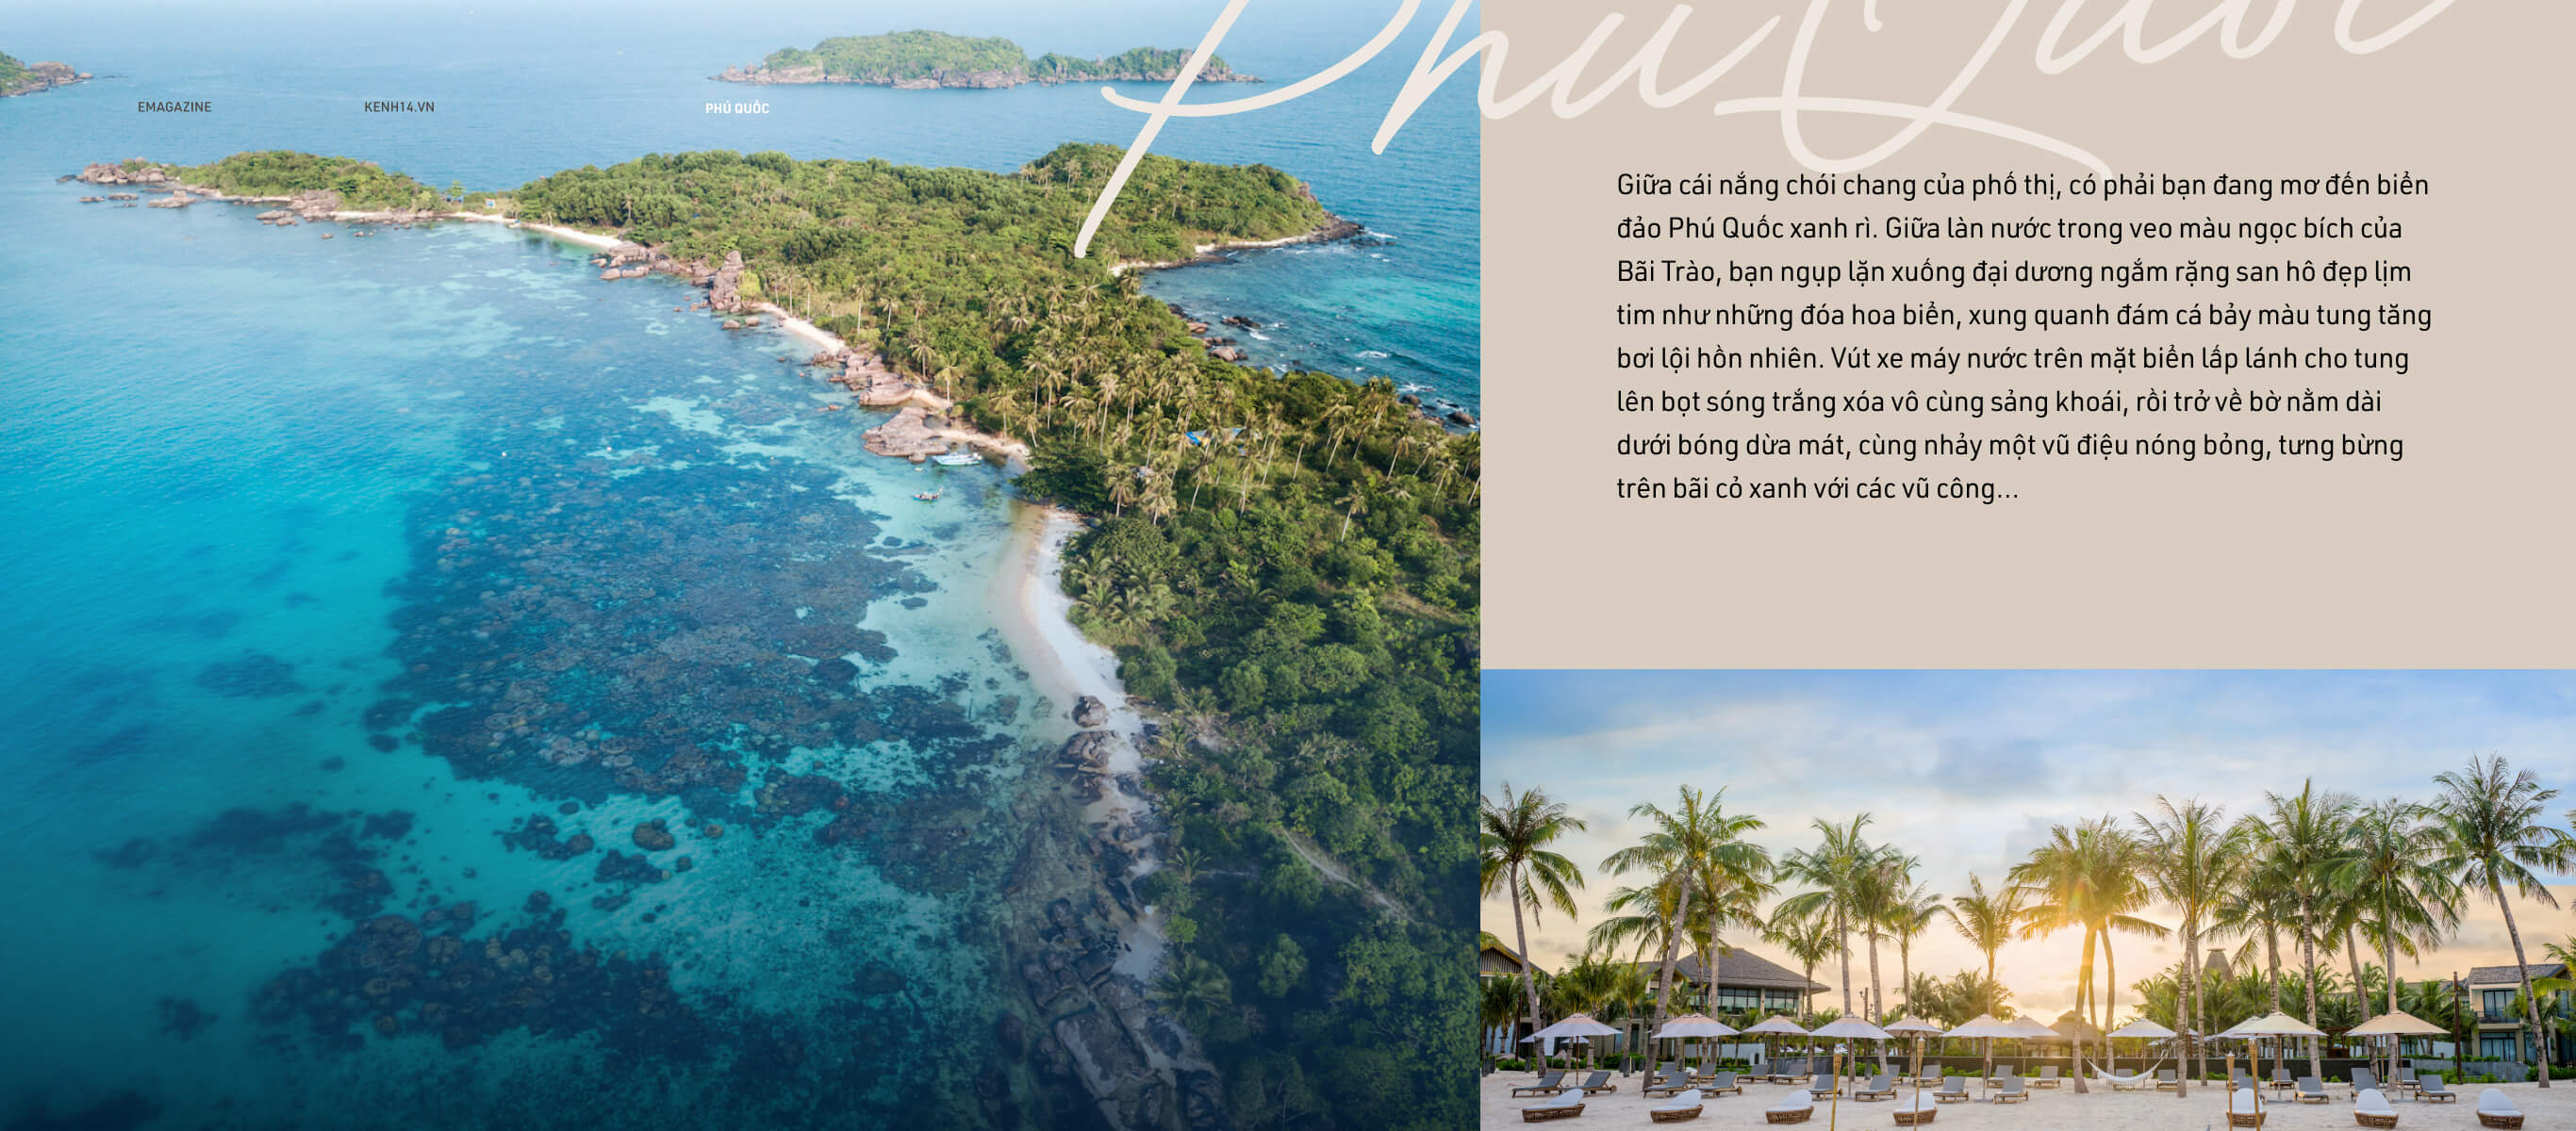 Phú Quốc
EMAGAZINE
KENH14.VN
PHÚ QUỐC
Giữa cái nắng chói chang của phố thị, có phải bạn đang mơ đến biển
đảo Phú Quốc xanh rì. Giữa làn nước trong veo màu ngọc bích của
Bãi Trào, bạn ngụp lặn xuống đại dương ngắm rặng san hô đẹp lịm
tim như những đóa hoa biển, xung quanh đám cá bảy màu tung tăng
bơi lội hồn nhiên. Vút xe máy nước trên mặt biển lấp lánh cho tung
lên bọt sóng trắng xóa vô cùng sảng khoái, rồi trở về bờ nằm dài
dưới bóng dừa mát, cùng nhảy một vũ điệu nóng bỏng, tưng bừng
trên bãi cỏ xanh với các vũ công...